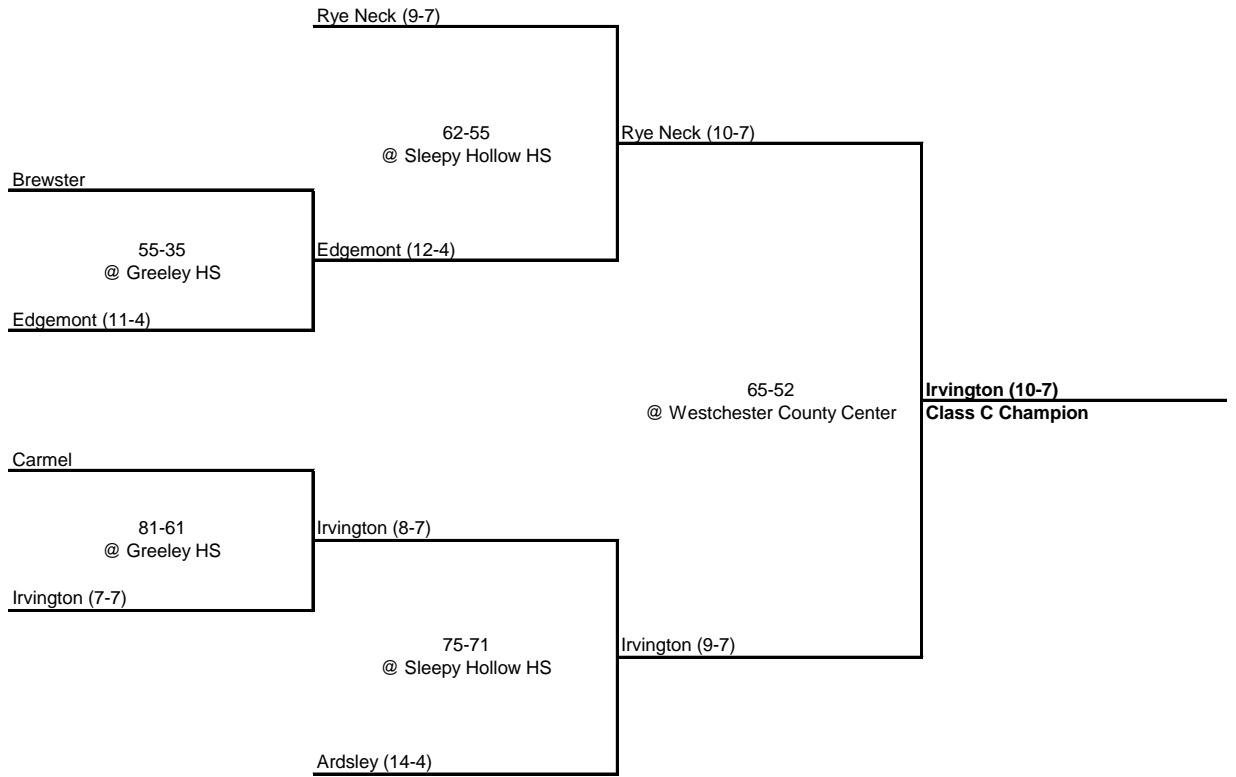 Rye Neck (9-7)
62-55
@ Sleepy Hollow HS
Rye Neck (10-7)
Brewster
55-35
@ Greeley HS
Edgemont (12-4)
Edgemont (11-4)
65-52
@ Westchester County Center
Irvington (10-7)
Class C Champion
Carmel
81-61
@ Greeley HS
Irvington (8-7)
Irvington (7-7)
75-71
@ Sleepy Hollow HS
Irvington (9-7)
Ardsley (14-4)